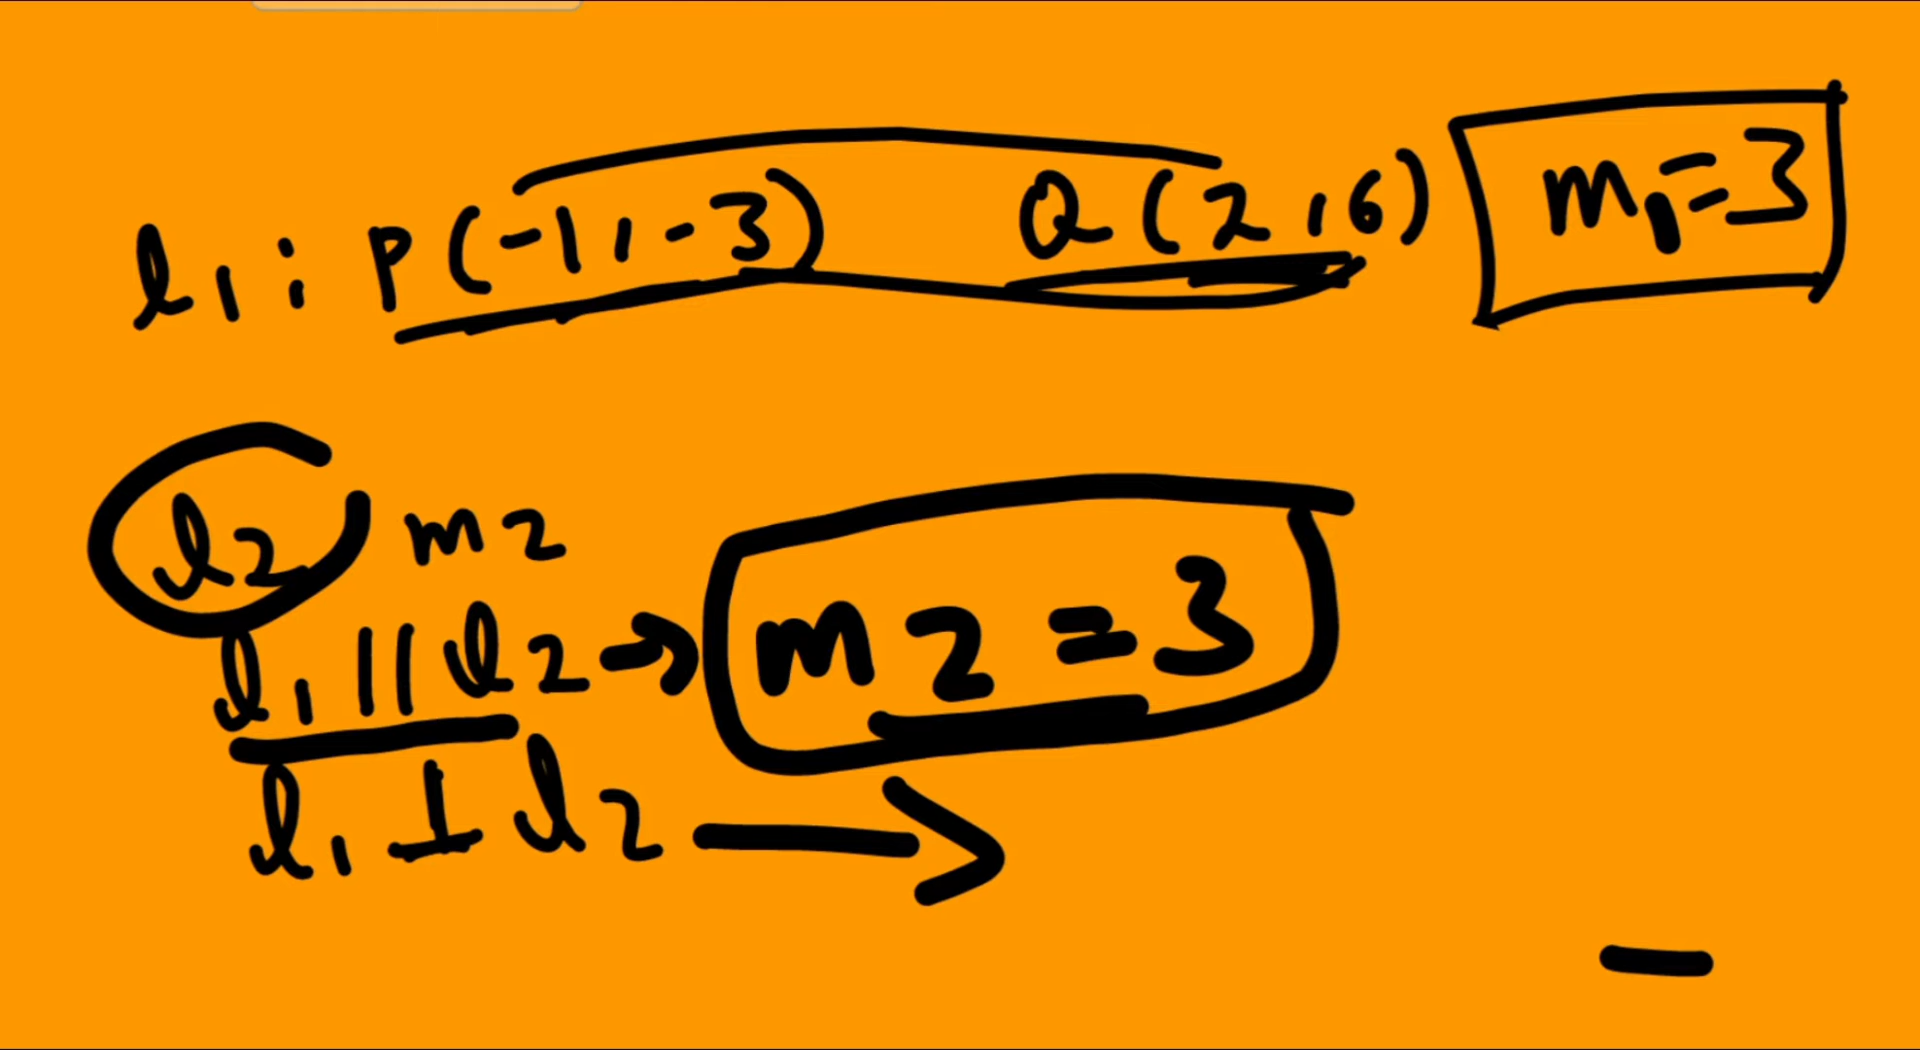 l1 : P(-1,-3) Q(2,6) m1=3
l2 m2
l1 || l2 → m2=3
l1 ⊥ l2 →